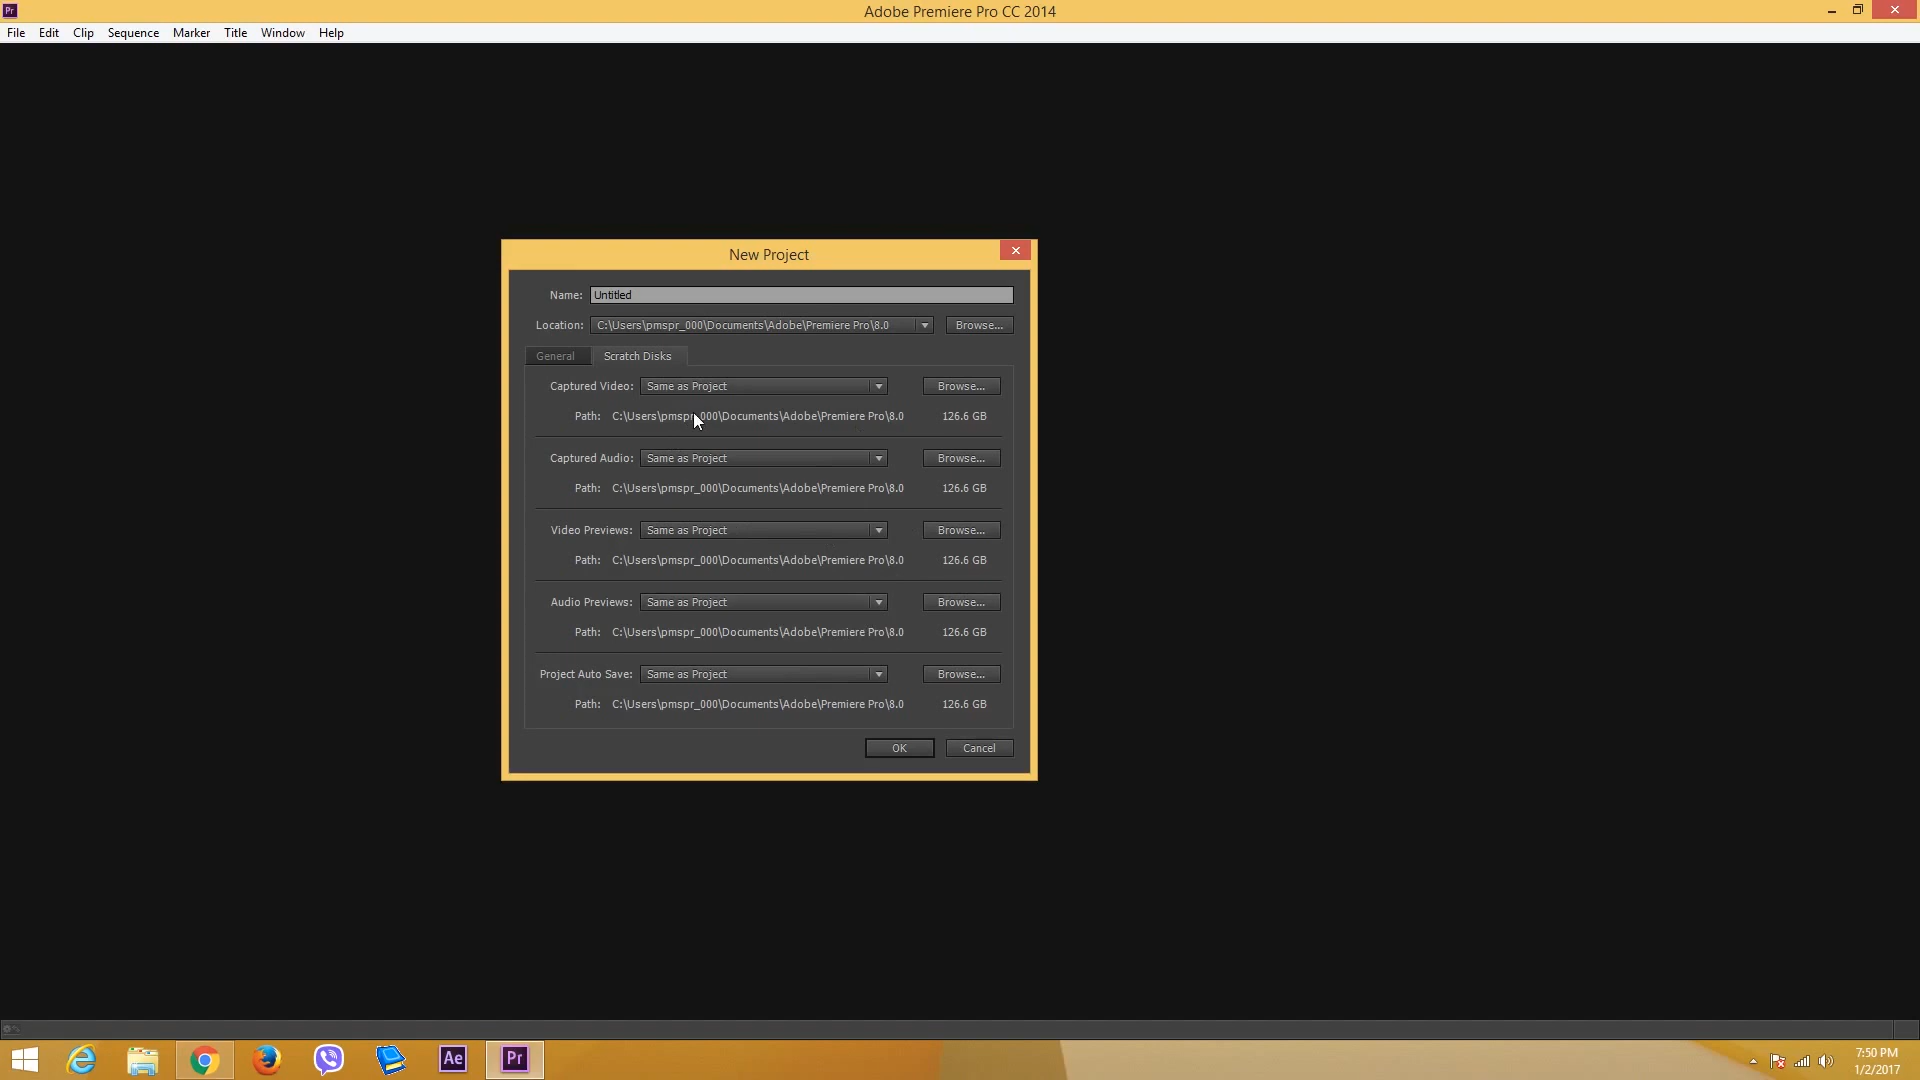 Pr
Adobe Premiere Pro CC 2014
File Edit Clip Sequence Marker Title Window Help
New Project
Name: Untitled
Location: C:\Users\pmspr_000\Documents\Adobe\Premiere Pro\8.0 Browse...
General Scratch Disks
Captured Video: Same as Project Browse...
Path: C:\Users\pmspr_000\Documents\Adobe\Premiere Pro\8.0 126.6 GB
Captured Audio: Same as Project Browse...
Path: C:\Users\pmspr_000\Documents\Adobe\Premiere Pro\8.0 126.6 GB
Video Previews: Same as Project Browse...
Path: C:\Users\pmspr_000\Documents\Adobe\Premiere Pro\8.0 126.6 GB
Audio Previews: Same as Project Browse...
Path: C:\Users\pmspr_000\Documents\Adobe\Premiere Pro\8.0 126.6 GB
Project Auto Save: Same as Project Browse...
Path: C:\Users\pmspr_000\Documents\Adobe\Premiere Pro\8.0 126.6 GB
OK Cancel
Ae Pr
7:50 PM
1/2/2017